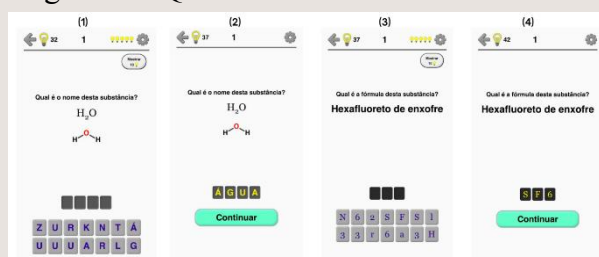 (1)
32 1
Mostrar
Qual é o nome desta substância?
H₂O
H O H
Z U R K N T Á
U U U A R L G
(2)
37 1
Qual é o nome desta substância?
H₂O
H O H
Á G U A
Continuar
(3)
37 1
Mostrar
Qual é a fórmula desta substância?
Hexafluoreto de enxofre
N 6 2 S F S l
3 3 r 6 a 3 H
(4)
42 1
Qual é a fórmula desta substância?
Hexafluoreto de enxofre
S F 6
Continuar